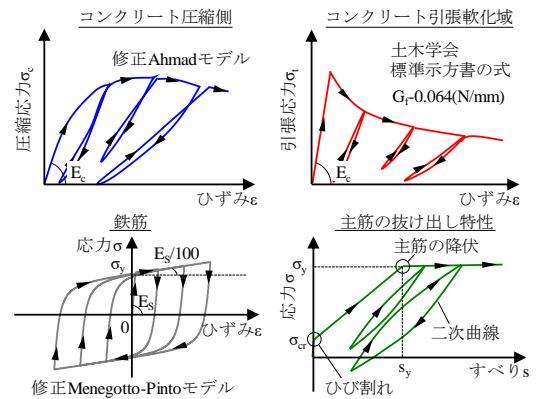 コンクリート圧縮側
修正Ahmadモデル
圧縮応力σc
Ec
ひずみε
コンクリート引張軟化域
土木学会
標準示方書の式
Gf-0.064(N/mm)
引張応力σt
Ec
ひずみε
鉄筋
応力σ
σy
ES/100
ES
0
ひずみε
修正Menegotto-Pintoモデル
主筋の抜け出し特性
主筋の降伏
応力σ
σy
σcr
二次曲線
sy
すべりs
ひび割れ